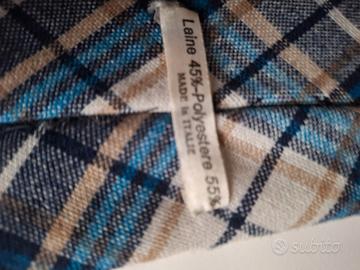 Laine 45%-Polyestere 55%
MADE in ITALIE
subito